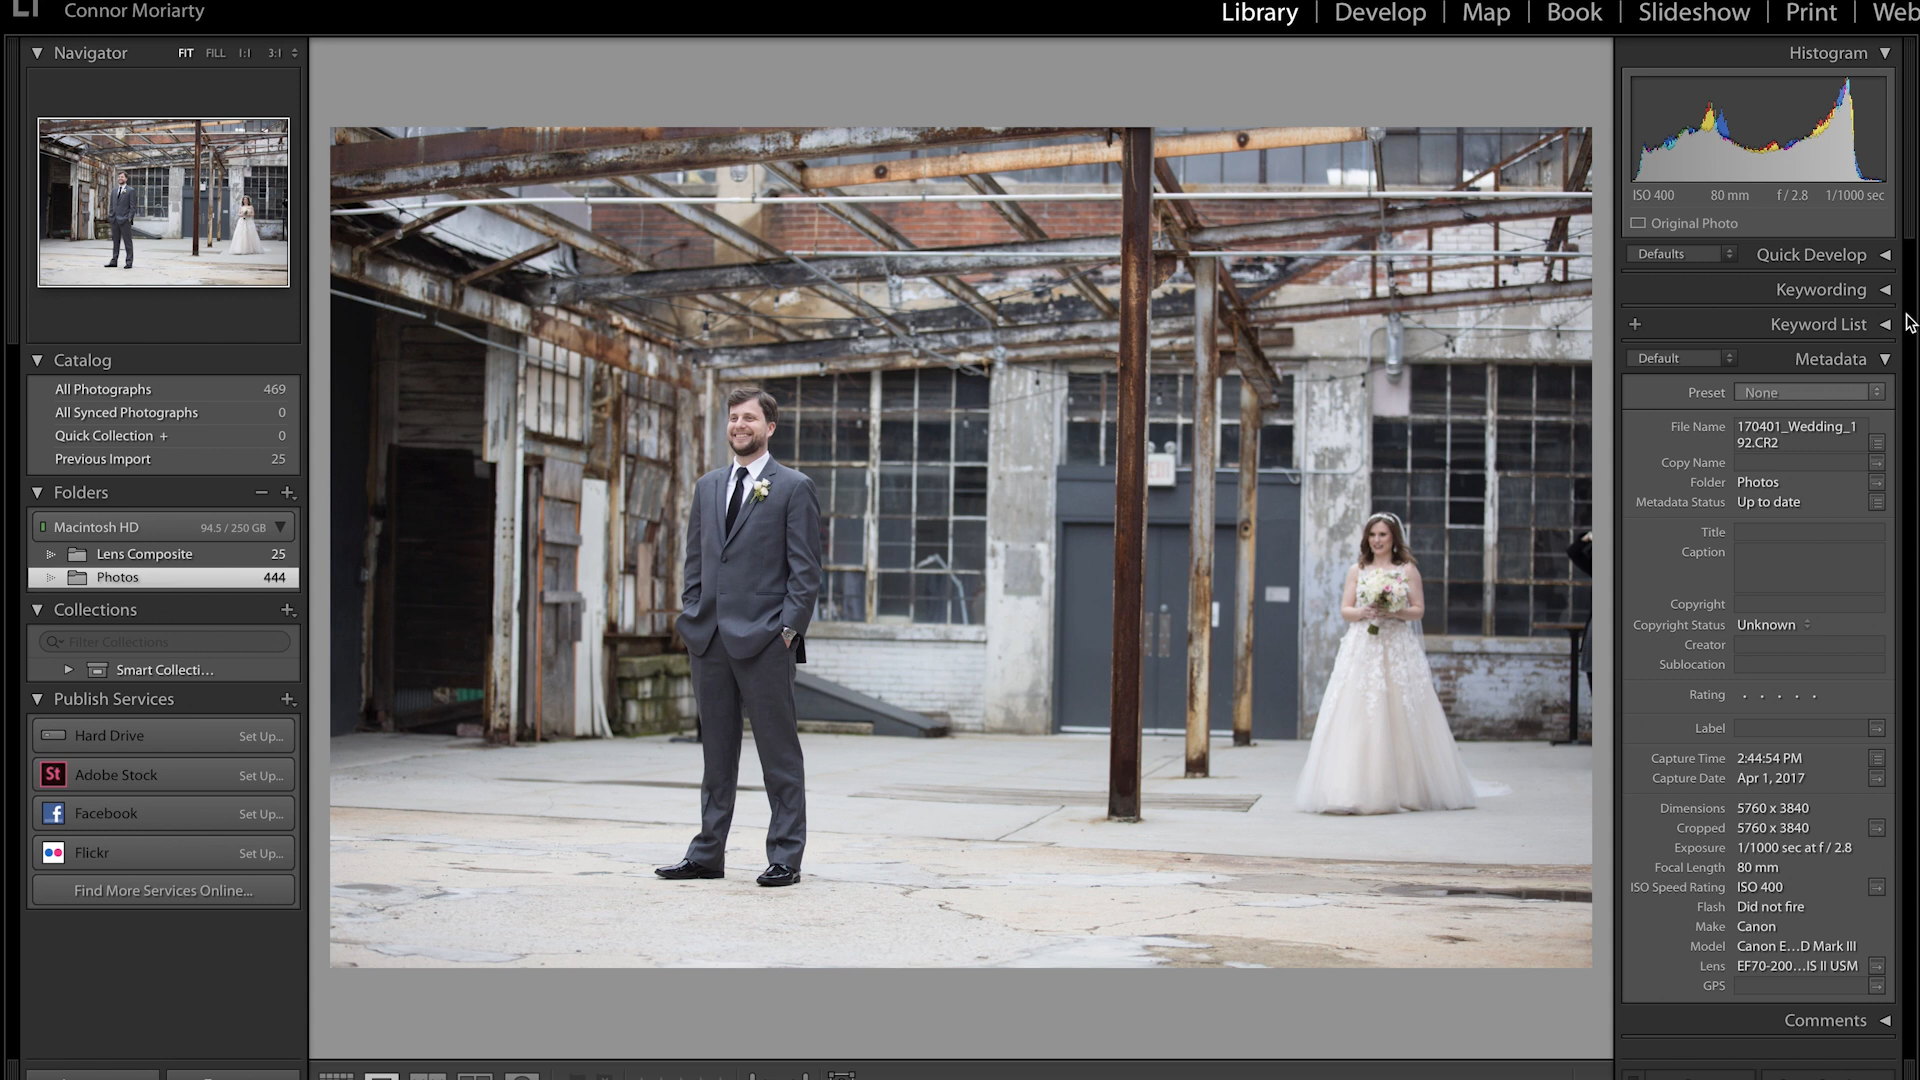 Lr Connor Moriarty
Library | Develop | Map | Book | Slideshow | Print | Web
Navigator FIT FILL 1:1 3:1
Catalog
All Photographs 469
All Synced Photographs 0
Quick Collection + 0
Previous Import 25
Folders
Macintosh HD 94.5 / 250 GB
Lens Composite 25
Photos 444
Collections
Filter Collections
Smart Collecti...
Publish Services
Hard Drive Set Up...
St Adobe Stock Set Up...
f Facebook Set Up...
Flickr Set Up...
Find More Services Online...
EXIT
Histogram
ISO 400 80 mm f / 2.8 1/1000 sec
Original Photo
Defaults Quick Develop
Keywording
+ Keyword List
Default Metadata
Preset None
File Name 170401_Wedding_1
92.CR2
Copy Name
Folder Photos
Metadata Status Up to date
Title
Caption
Copyright
Copyright Status Unknown
Creator
Sublocation
Rating . . . . .
Label
Capture Time 2:44:54 PM
Capture Date Apr 1, 2017
Dimensions 5760 x 3840
Cropped 5760 x 3840
Exposure 1/1000 sec at f / 2.8
Focal Length 80 mm
ISO Speed Rating ISO 400
Flash Did not fire
Make Canon
Model Canon E...D Mark III
Lens EF70-200...IS II USM
GPS
Comments